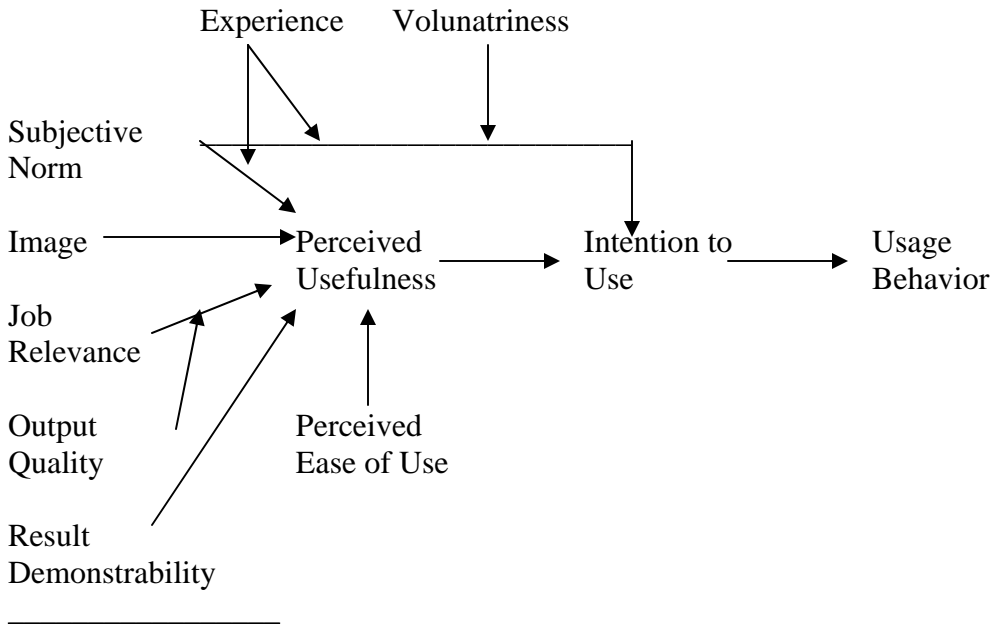 Experience Volunatriness
Subjective
Norm
Image
Perceived
Usefulness
Intention to
Use
Usage
Behavior
Job
Relevance
Output
Quality
Perceived
Ease of Use
Result
Demonstrability